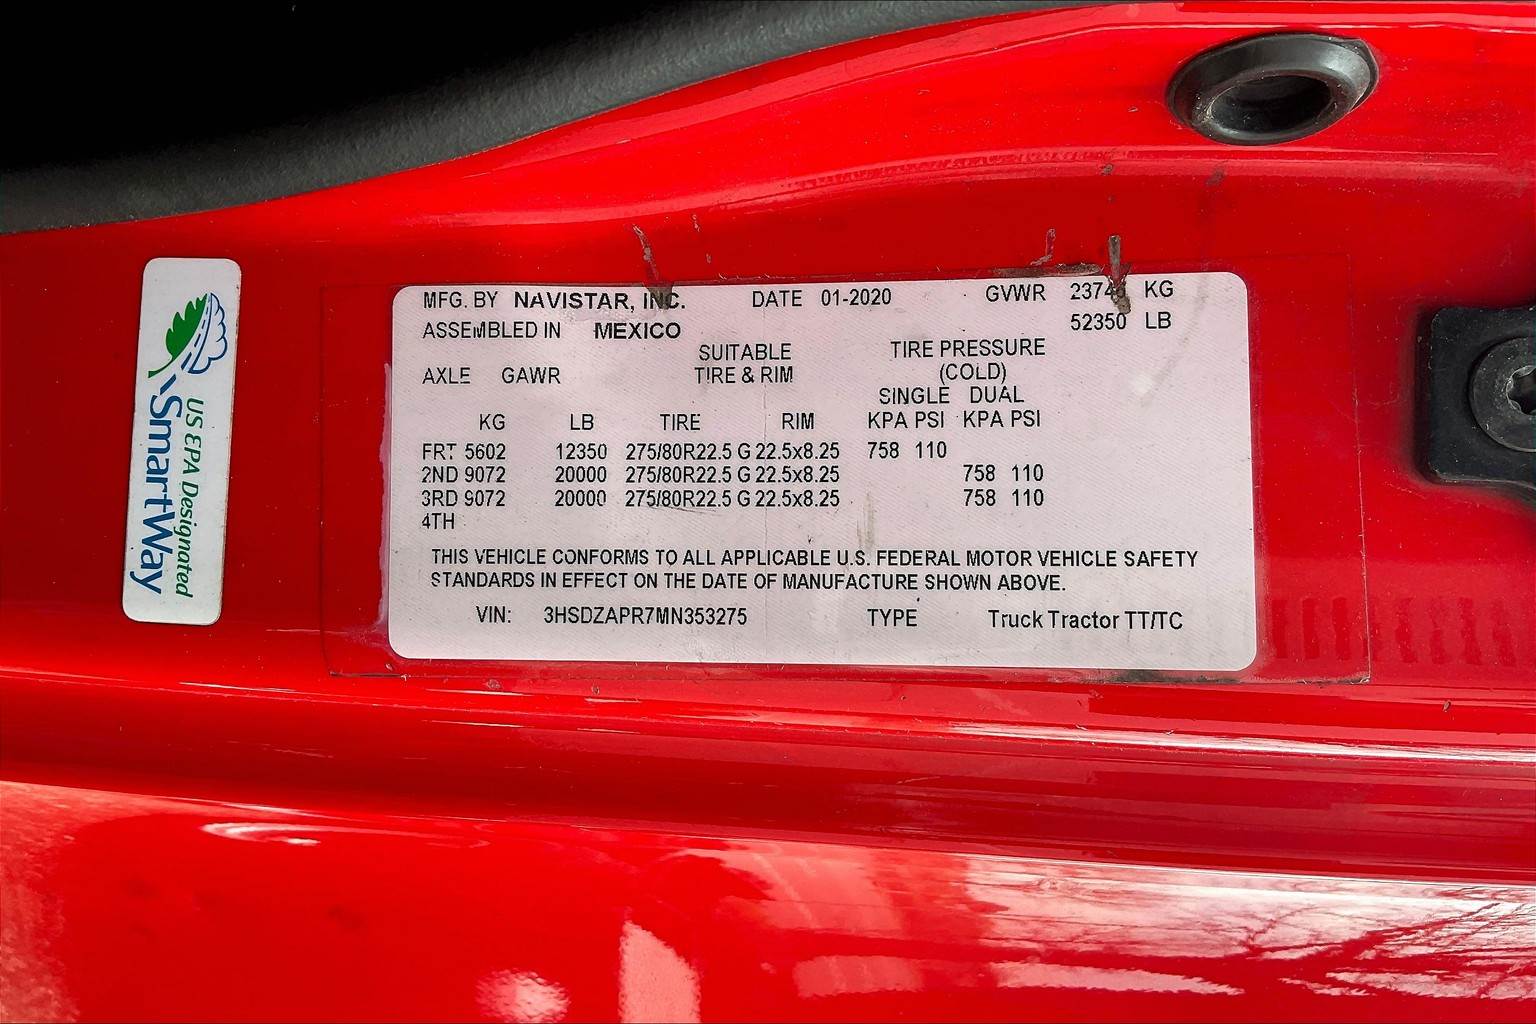 US EPA Designated
SmartWay
MFG. BY NAVISTAR, INC. DATE 01-2020 GVWR 23746 KG
ASSEMBLED IN MEXICO 52350 LB
SUITABLE TIRE PRESSURE
AXLE GAWR TIRE & RIM (COLD)
SINGLE DUAL
KG LB TIRE RIM KPA PSI KPA PSI
FRT 5602 12350 275/80R22.5 G 22.5x8.25 758 110
2ND 9072 20000 275/80R22.5 G 22.5x8.25 758 110
3RD 9072 20000 275/80R22.5 G 22.5x8.25 758 110
4TH
THIS VEHICLE CONFORMS TO ALL APPLICABLE U.S. FEDERAL MOTOR VEHICLE SAFETY
STANDARDS IN EFFECT ON THE DATE OF MANUFACTURE SHOWN ABOVE.
VIN: 3HSDZAPR7MN353275 TYPE Truck Tractor TT/TC